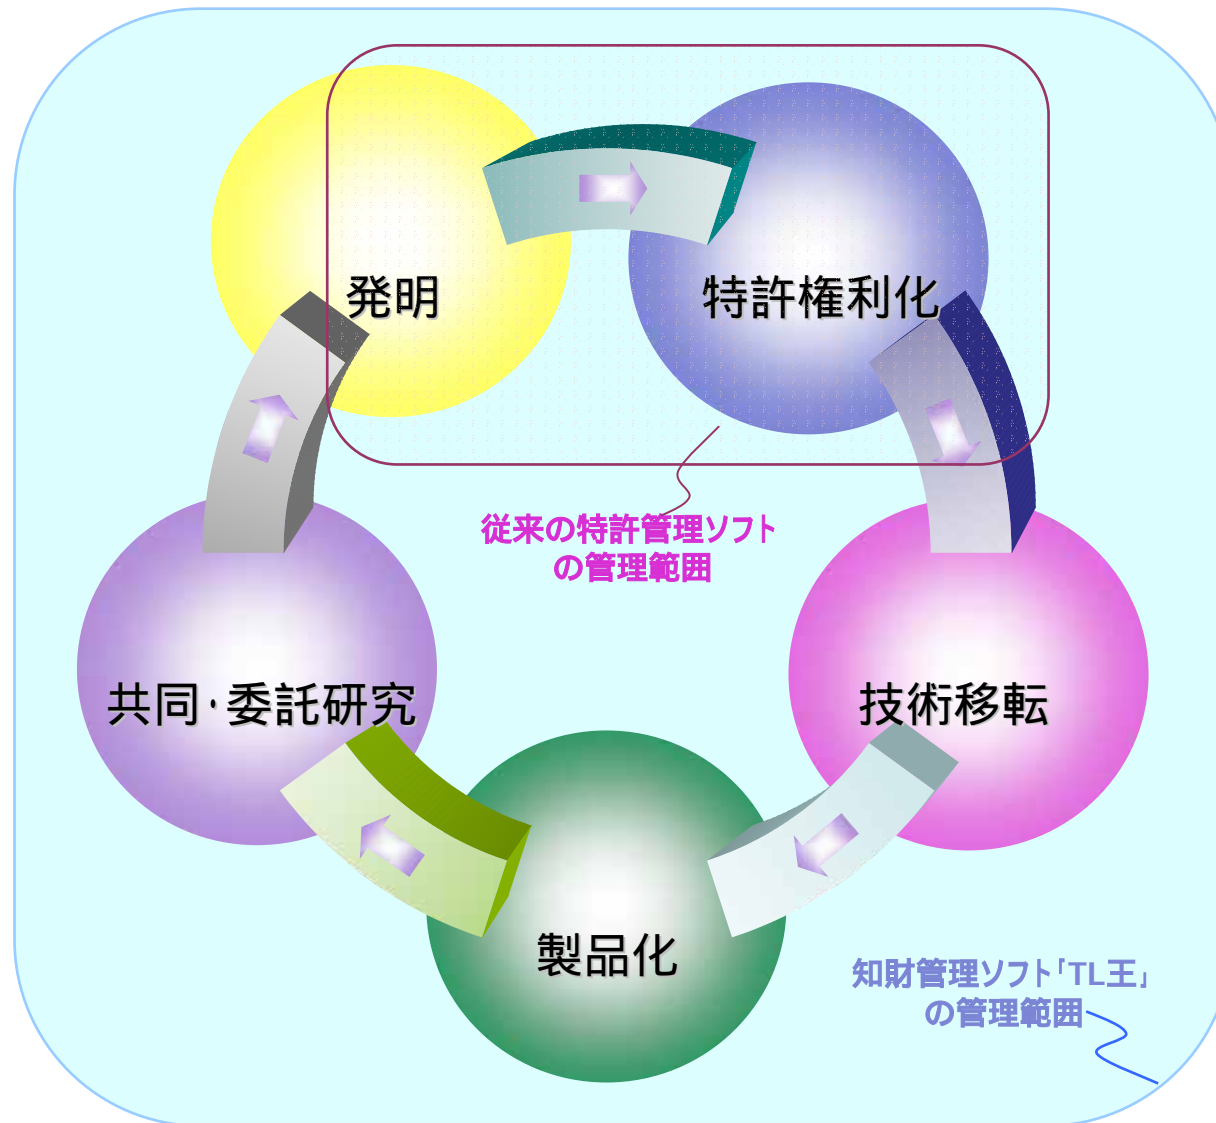 発明
特許権利化
従来の特許管理ソフト
の管理範囲
共同・委託研究
技術移転
製品化
知財管理ソフト｢TL王｣
の管理範囲